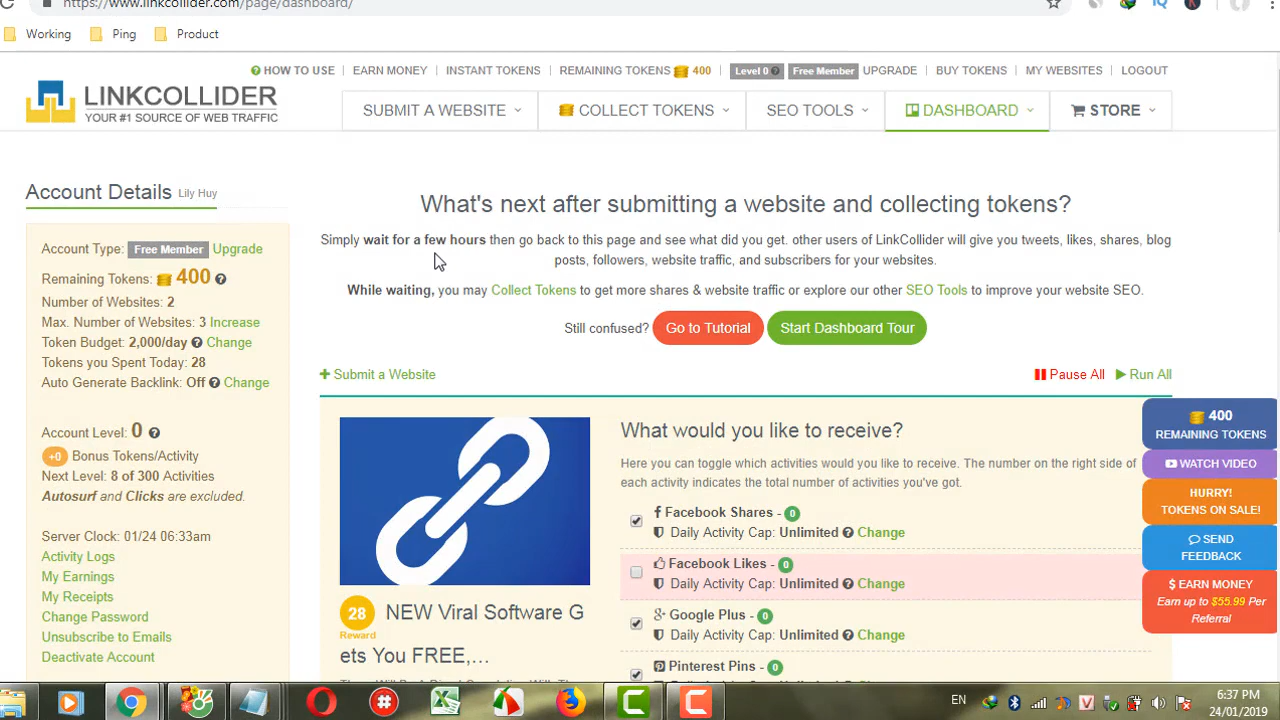 https://www.linkcollider.com/page/dashboard/
Working Ping Product
HOW TO USE EARN MONEY INSTANT TOKENS REMAINING TOKENS 400 Level 0 Free Member UPGRADE BUY TOKENS MY WEBSITES LOGOUT
LINKCOLLIDER
YOUR #1 SOURCE OF WEB TRAFFIC
SUBMIT A WEBSITE COLLECT TOKENS SEO TOOLS DASHBOARD STORE
Account Details Lily Huy
Account Type: Free Member Upgrade
Remaining Tokens: 400
Number of Websites: 2
Max. Number of Websites: 3 Increase
Token Budget: 2,000/day Change
Tokens you Spent Today: 28
Auto Generate Backlink: Off Change
Account Level: 0
+0 Bonus Tokens/Activity
Next Level: 8 of 300 Activities
Autosurf and Clicks are excluded.
Server Clock: 01/24 06:33am
Activity Logs
My Earnings
My Receipts
Change Password
Unsubscribe to Emails
Deactivate Account
What's next after submitting a website and collecting tokens?
Simply wait for a few hours then go back to this page and see what did you get. other users of LinkCollider will give you tweets, likes, shares, blog
posts, followers, website traffic, and subscribers for your websites.
While waiting, you may Collect Tokens to get more shares & website traffic or explore our other SEO Tools to improve your website SEO.
Still confused? Go to Tutorial Start Dashboard Tour
+ Submit a Website Pause All Run All
28
Reward
NEW Viral Software G
ets You FREE,...
What would you like to receive?
Here you can toggle which activities would you like to receive. The number on the right side of
each activity indicates the total number of activities you've got.
Facebook Shares - 0
Daily Activity Cap: Unlimited Change
Facebook Likes - 0
Daily Activity Cap: Unlimited Change
Google Plus - 0
Daily Activity Cap: Unlimited Change
Pinterest Pins - 0
400
REMAINING TOKENS
WATCH VIDEO
HURRY!
TOKENS ON SALE!
SEND
FEEDBACK
$ EARN MONEY
Earn up to $55.99 Per
Referral
EN
6:37 PM
24/01/2019